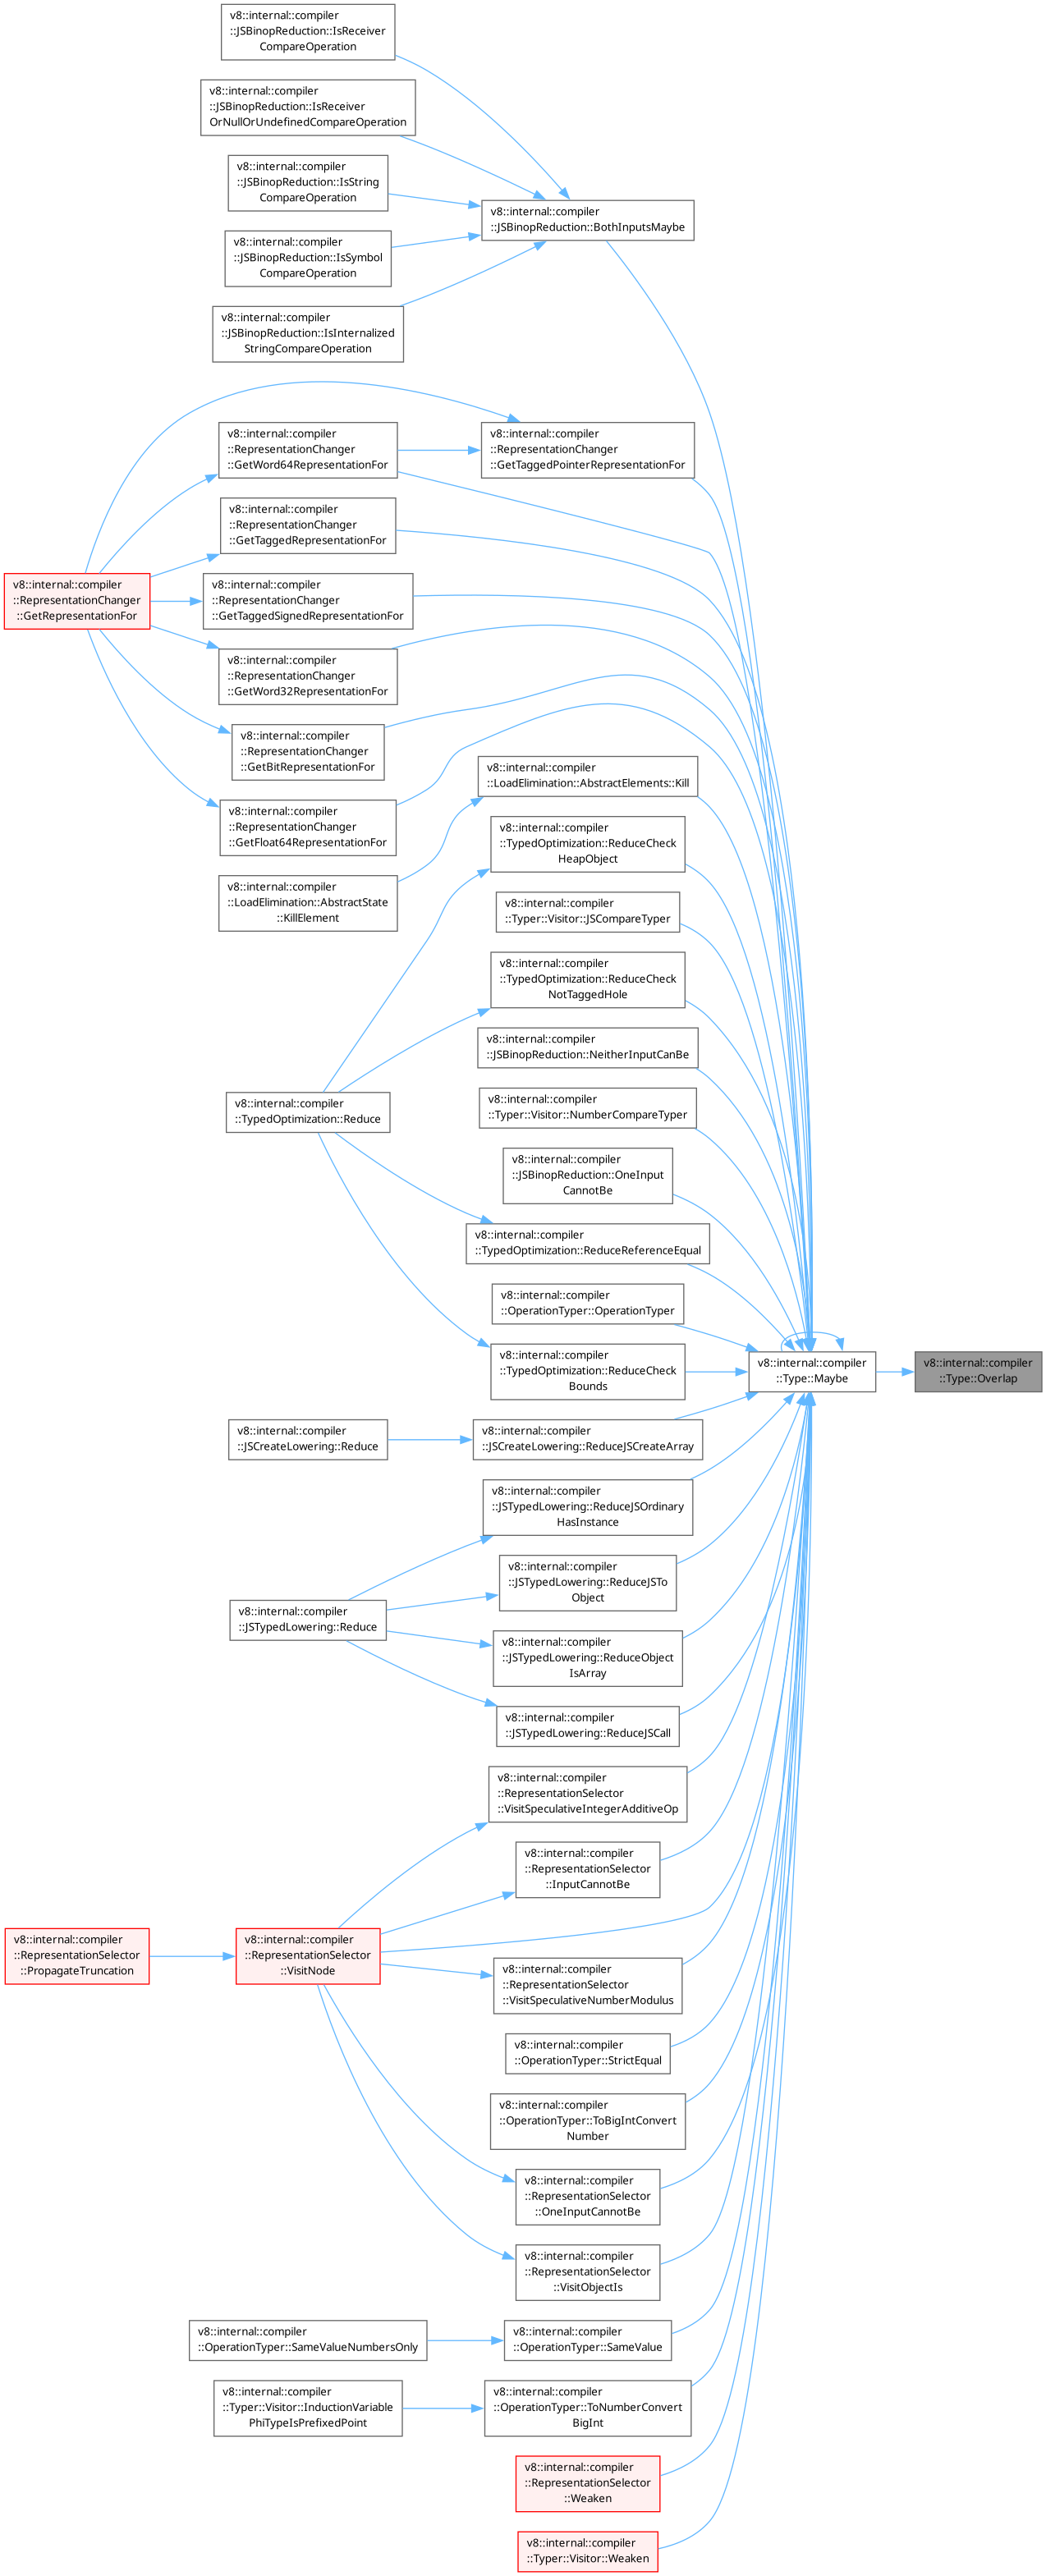 v8::internal::compiler
::JSBinopReduction::IsReceiver
CompareOperation
v8::internal::compiler
::JSBinopReduction::IsReceiver
OrNullOrUndefinedCompareOperation
v8::internal::compiler
::JSBinopReduction::IsString
CompareOperation
v8::internal::compiler
::JSBinopReduction::BothInputsMaybe
v8::internal::compiler
::JSBinopReduction::IsSymbol
CompareOperation
v8::internal::compiler
::JSBinopReduction::IsInternalized
StringCompareOperation
v8::internal::compiler
::RepresentationChanger
::GetWord64RepresentationFor
v8::internal::compiler
::RepresentationChanger
::GetTaggedPointerRepresentationFor
v8::internal::compiler
::RepresentationChanger
::GetTaggedRepresentationFor
v8::internal::compiler
::RepresentationChanger
::GetRepresentationFor
v8::internal::compiler
::RepresentationChanger
::GetTaggedSignedRepresentationFor
v8::internal::compiler
::RepresentationChanger
::GetWord32RepresentationFor
v8::internal::compiler
::RepresentationChanger
::GetBitRepresentationFor
v8::internal::compiler
::LoadElimination::AbstractElements::Kill
v8::internal::compiler
::RepresentationChanger
::GetFloat64RepresentationFor
v8::internal::compiler
::TypedOptimization::ReduceCheck
HeapObject
v8::internal::compiler
::LoadElimination::AbstractState
::KillElement
v8::internal::compiler
::Typer::Visitor::JSCompareTyper
v8::internal::compiler
::TypedOptimization::ReduceCheck
NotTaggedHole
v8::internal::compiler
::JSBinopReduction::NeitherInputCanBe
v8::internal::compiler
::TypedOptimization::Reduce
v8::internal::compiler
::Typer::Visitor::NumberCompareTyper
v8::internal::compiler
::JSBinopReduction::OneInput
CannotBe
v8::internal::compiler
::TypedOptimization::ReduceReferenceEqual
v8::internal::compiler
::OperationTyper::OperationTyper
v8::internal::compiler
::TypedOptimization::ReduceCheck
Bounds
v8::internal::compiler
::Type::Maybe
v8::internal::compiler
::Type::Overlap
v8::internal::compiler
::JSCreateLowering::Reduce
v8::internal::compiler
::JSCreateLowering::ReduceJSCreateArray
v8::internal::compiler
::JSTypedLowering::ReduceJSOrdinary
HasInstance
v8::internal::compiler
::JSTypedLowering::ReduceJSTo
Object
v8::internal::compiler
::JSTypedLowering::Reduce
v8::internal::compiler
::JSTypedLowering::ReduceObject
IsArray
v8::internal::compiler
::JSTypedLowering::ReduceJSCall
v8::internal::compiler
::RepresentationSelector
::VisitSpeculativeIntegerAdditiveOp
v8::internal::compiler
::RepresentationSelector
::InputCannotBe
v8::internal::compiler
::RepresentationSelector
::PropagateTruncation
v8::internal::compiler
::RepresentationSelector
::VisitNode
v8::internal::compiler
::RepresentationSelector
::VisitSpeculativeNumberModulus
v8::internal::compiler
::OperationTyper::StrictEqual
v8::internal::compiler
::OperationTyper::ToBigIntConvert
Number
v8::internal::compiler
::RepresentationSelector
::OneInputCannotBe
v8::internal::compiler
::RepresentationSelector
::VisitObjectIs
v8::internal::compiler
::OperationTyper::SameValueNumbersOnly
v8::internal::compiler
::OperationTyper::SameValue
v8::internal::compiler
::Typer::Visitor::InductionVariable
PhiTypeIsPrefixedPoint
v8::internal::compiler
::OperationTyper::ToNumberConvert
BigInt
v8::internal::compiler
::RepresentationSelector
::Weaken
v8::internal::compiler
::Typer::Visitor::Weaken